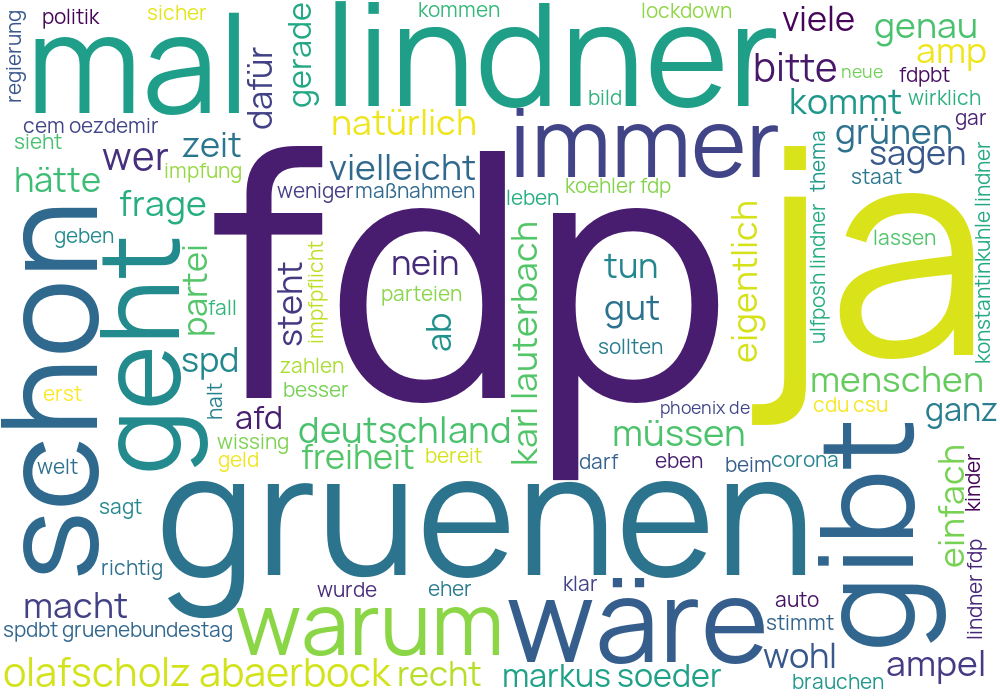 politik
sicher
kommen
lockdown
viele
genau
regierung
mal
lindner
gerade
dafür
bitte
amp
neue
fdpbt
bild
kommt
wirklich
gar
cem oezdemir
natürlich
immer
grünen
sieht
wer
zeit
vielleicht
sagen
impfung
hätte
weniger
maßnahmen
koehler fdp
leben
thema
staat
konstantinkuhle lindner
frage
fdp
ja
schon
geben
geht
partei
fall
steht
impfpflicht
nein
parteien
ab
karl lauterbach
tun
gut
sollten
eigentlich
ulfposh lindner
lassen
spd
zahlen
besser
erst
halt
afd
phoenix de
menschen
cdu csu
ganz
wissing
deutschland
müssen
geld
freiheit
bereit
darf
eben
beim
corona
welt
sagt
gruenen
gibt
einfach
kinder
richtig
wurde
eher
klar
macht
warum
wäre
auto
stimmt
lindner fdp
spdbt gruenebundestag
wohl
ampel
olafscholz abaerbock
recht
markus soeder
brauchen